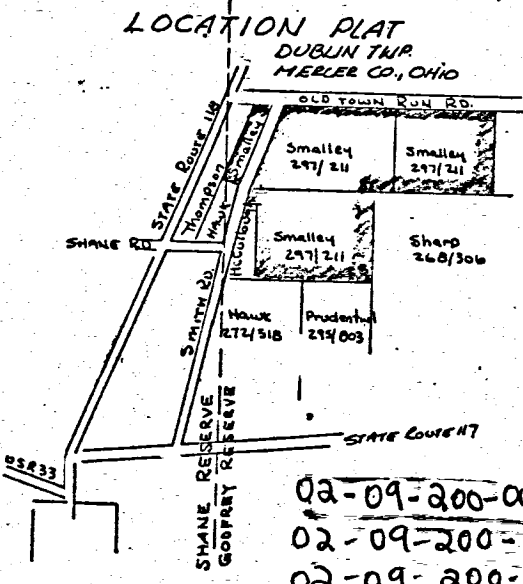 LOCATION PLAT
DUBLIN TWP.
MERCER CO., OHIO
OLD TOWN RUN RD.
STATE ROUTE 118
Thompson
HAWK
Smalley
Smalley
297/211
Smalley
297/211
SHANE RD.
McCullough
Smalley
297/211
Sharp
268/306
SMITH RD.
Hawk
272/518
Prudential
295/803
STATE ROUTE 117
USR33
SHANE RESERVE
GODFREY RESERVE
02-09-200-
02-09-200-
02-09-200-